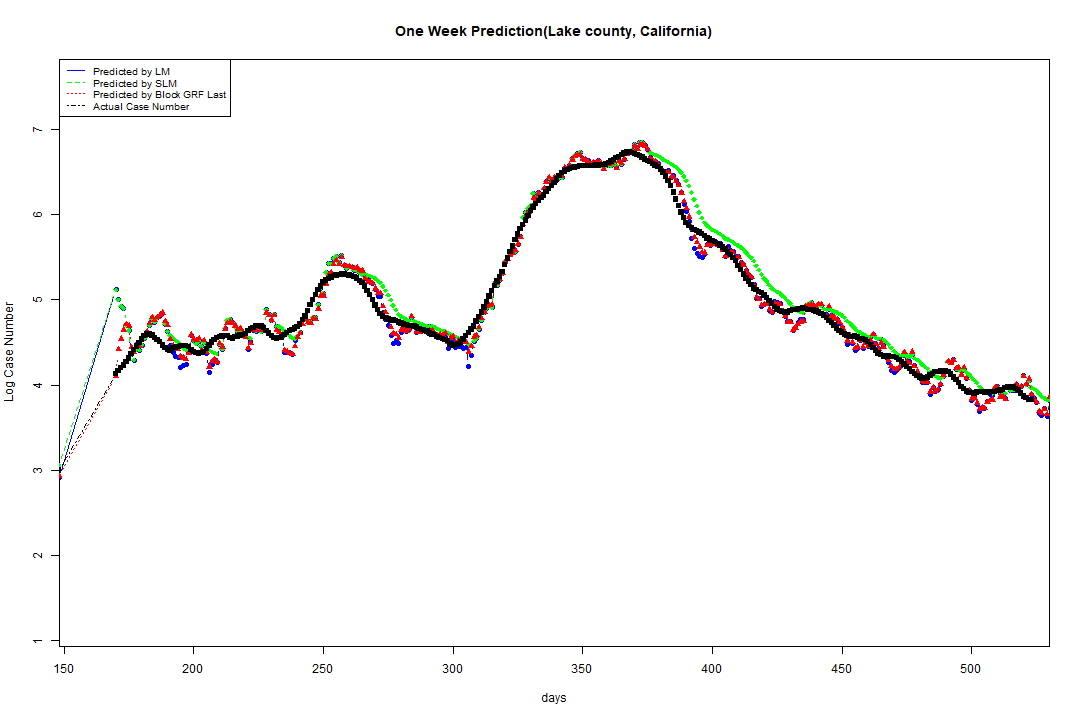 One Week Prediction(Lake county, California)
Predicted by LM
Predicted by SLM
Predicted by Block GRF Last
Actual Case Number
Log Case Number
7
6
5
4
3
2
1
150 200 250 300 350 400 450 500
days